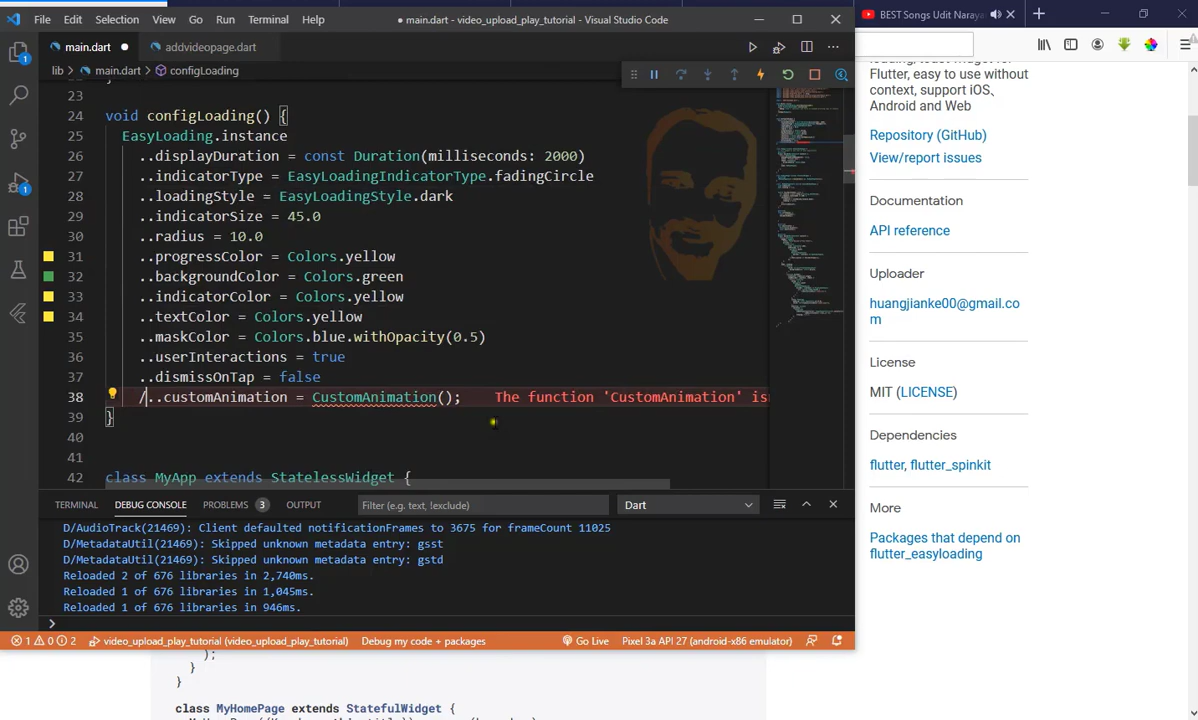 File Edit Selection View Go Run Terminal Help
● main.dart - video_upload_play_tutorial - Visual Studio Code
BEST Songs Udit Naray
main.dart
addvideopage.dart
lib > main.dart > configLoading
23
24 void configLoading() {
25 EasyLoading.instance
26 ..displayDuration = const Duration(milliseconds: 2000)
27 ..indicatorType = EasyLoadingIndicatorType.fadingCircle
28 ..loadingStyle = EasyLoadingStyle.dark
29 ..indicatorSize = 45.0
30 ..radius = 10.0
31 ..progressColor = Colors.yellow
32 ..backgroundColor = Colors.green
33 ..indicatorColor = Colors.yellow
34 ..textColor = Colors.yellow
35 ..maskColor = Colors.blue.withOpacity(0.5)
36 ..userInteractions = true
37 ..dismissOnTap = false
38 /..customAnimation = CustomAnimation(); The function 'CustomAnimation' is
39 }
40
41
42 class MyApp extends StatelessWidget {
TERMINAL DEBUG CONSOLE PROBLEMS 3 OUTPUT Filter (e.g. text, !exclude) Dart
D/AudioTrack(21469): Client defaulted notificationFrames to 3675 for frameCount 11025
D/MetadataUtil(21469): Skipped unknown metadata entry: gsst
D/MetadataUtil(21469): Skipped unknown metadata entry: gstd
Reloaded 2 of 676 libraries in 2,740ms.
Reloaded 1 of 676 libraries in 1,045ms.
Reloaded 1 of 676 libraries in 946ms.
>
1 0 2 video_upload_play_tutorial (video_upload_play_tutorial) Debug my code + packages Go Live Pixel 3a API 27 (android-x86 emulator)
);
}
}
class MyHomePage extends StatefulWidget {
Flutter, easy to use without
context, support iOS、
Android and Web
Repository (GitHub)
View/report issues
Documentation
API reference
Uploader
huangjianke00@gmail.co
m
License
MIT (LICENSE)
Dependencies
flutter, flutter_spinkit
More
Packages that depend on
flutter_easyloading